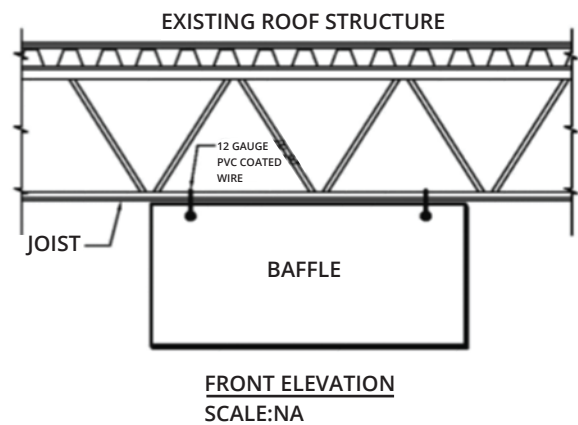 EXISTING ROOF STRUCTURE
12 GAUGE
PVC COATED
WIRE
JOIST
BAFFLE
FRONT ELEVATION
SCALE:NA